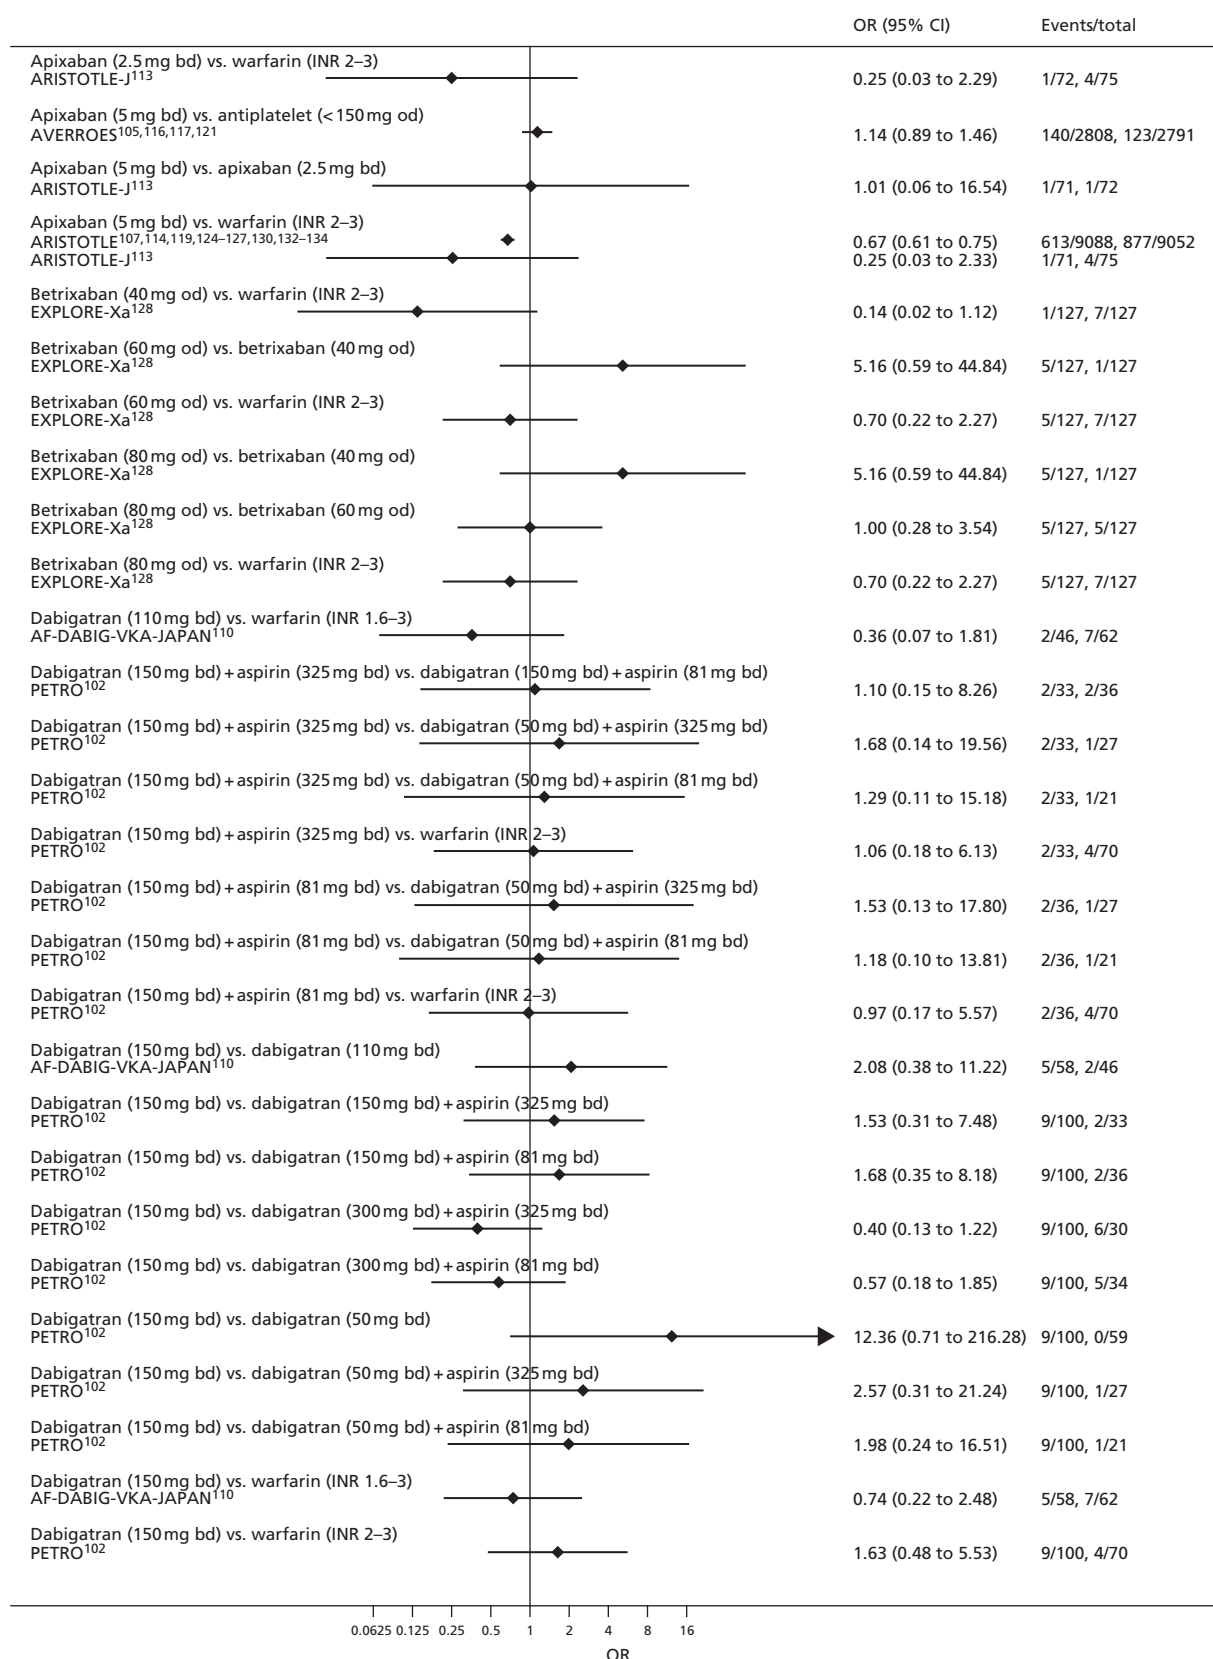 OR (95% CI) Events/total
Apixaban (2.5 mg bd) vs. warfarin (INR 2–3)
ARISTOTLE-J113 0.25 (0.03 to 2.29) 1/72, 4/75
Apixaban (5 mg bd) vs. antiplatelet (< 150 mg od)
AVERROES105,116,117,121 1.14 (0.89 to 1.46) 140/2808, 123/2791
Apixaban (5 mg bd) vs. apixaban (2.5 mg bd)
ARISTOTLE-J113 1.01 (0.06 to 16.54) 1/71, 1/72
Apixaban (5 mg bd) vs. warfarin (INR 2–3)
ARISTOTLE107,114,119,124–127,130,132–134 0.67 (0.61 to 0.75) 613/9088, 877/9052
ARISTOTLE-J113 0.25 (0.03 to 2.33) 1/71, 4/75
Betrixaban (40 mg od) vs. warfarin (INR 2–3)
EXPLORE-Xa128 0.14 (0.02 to 1.12) 1/127, 7/127
Betrixaban (60 mg od) vs. betrixaban (40 mg od)
EXPLORE-Xa128 5.16 (0.59 to 44.84) 5/127, 1/127
Betrixaban (60 mg od) vs. warfarin (INR 2–3)
EXPLORE-Xa128 0.70 (0.22 to 2.27) 5/127, 7/127
Betrixaban (80 mg od) vs. betrixaban (40 mg od)
EXPLORE-Xa128 5.16 (0.59 to 44.84) 5/127, 1/127
Betrixaban (80 mg od) vs. betrixaban (60 mg od)
EXPLORE-Xa128 1.00 (0.28 to 3.54) 5/127, 5/127
Betrixaban (80 mg od) vs. warfarin (INR 2–3)
EXPLORE-Xa128 0.70 (0.22 to 2.27) 5/127, 7/127
Dabigatran (110 mg bd) vs. warfarin (INR 1.6–3)
AF-DABIG-VKA-JAPAN110 0.36 (0.07 to 1.81) 2/46, 7/62
Dabigatran (150 mg bd) + aspirin (325 mg bd) vs. dabigatran (150 mg bd) + aspirin (81 mg bd)
PETRO102 1.10 (0.15 to 8.26) 2/33, 2/36
Dabigatran (150 mg bd) + aspirin (325 mg bd) vs. dabigatran (50 mg bd) + aspirin (325 mg bd)
PETRO102 1.68 (0.14 to 19.56) 2/33, 1/27
Dabigatran (150 mg bd) + aspirin (325 mg bd) vs. dabigatran (50 mg bd) + aspirin (81 mg bd)
PETRO102 1.29 (0.11 to 15.18) 2/33, 1/21
Dabigatran (150 mg bd) + aspirin (325 mg bd) vs. warfarin (INR 2–3)
PETRO102 1.06 (0.18 to 6.13) 2/33, 4/70
Dabigatran (150 mg bd) + aspirin (81 mg bd) vs. dabigatran (50 mg bd) + aspirin (325 mg bd)
PETRO102 1.53 (0.13 to 17.80) 2/36, 1/27
Dabigatran (150 mg bd) + aspirin (81 mg bd) vs. dabigatran (50 mg bd) + aspirin (81 mg bd)
PETRO102 1.18 (0.10 to 13.81) 2/36, 1/21
Dabigatran (150 mg bd) + aspirin (81 mg bd) vs. warfarin (INR 2–3)
PETRO102 0.97 (0.17 to 5.57) 2/36, 4/70
Dabigatran (150 mg bd) vs. dabigatran (110 mg bd)
AF-DABIG-VKA-JAPAN110 2.08 (0.38 to 11.22) 5/58, 2/46
Dabigatran (150 mg bd) vs. dabigatran (150 mg bd) + aspirin (325 mg bd)
PETRO102 1.53 (0.31 to 7.48) 9/100, 2/33
Dabigatran (150 mg bd) vs. dabigatran (150 mg bd) + aspirin (81 mg bd)
PETRO102 1.68 (0.35 to 8.18) 9/100, 2/36
Dabigatran (150 mg bd) vs. dabigatran (300 mg bd) + aspirin (325 mg bd)
PETRO102 0.40 (0.13 to 1.22) 9/100, 6/30
Dabigatran (150 mg bd) vs. dabigatran (300 mg bd) + aspirin (81 mg bd)
PETRO102 0.57 (0.18 to 1.85) 9/100, 5/34
Dabigatran (150 mg bd) vs. dabigatran (50 mg bd)
PETRO102 12.36 (0.71 to 216.28) 9/100, 0/59
Dabigatran (150 mg bd) vs. dabigatran (50 mg bd) + aspirin (325 mg bd)
PETRO102 2.57 (0.31 to 21.24) 9/100, 1/27
Dabigatran (150 mg bd) vs. dabigatran (50 mg bd) + aspirin (81 mg bd)
PETRO102 1.98 (0.24 to 16.51) 9/100, 1/21
Dabigatran (150 mg bd) vs. warfarin (INR 1.6–3)
AF-DABIG-VKA-JAPAN110 0.74 (0.22 to 2.48) 5/58, 7/62
Dabigatran (150 mg bd) vs. warfarin (INR 2–3)
PETRO102 1.63 (0.48 to 5.53) 9/100, 4/70
0.0625 0.125 0.25 0.5 1 2 4 8 16
OR